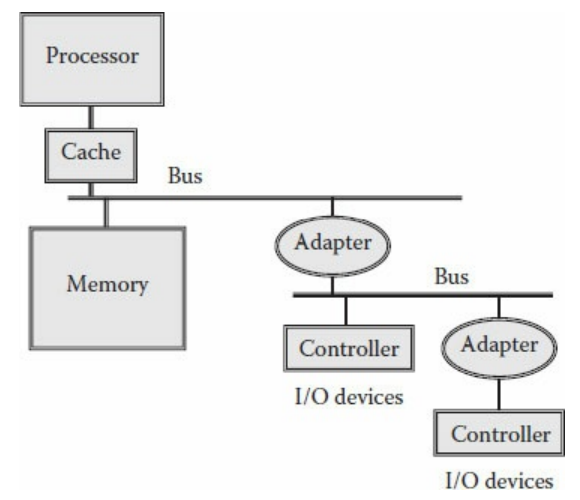 Processor
Cache
Bus
Adapter
Memory
Bus
Controller
Adapter
I/O devices
Controller
I/O devices